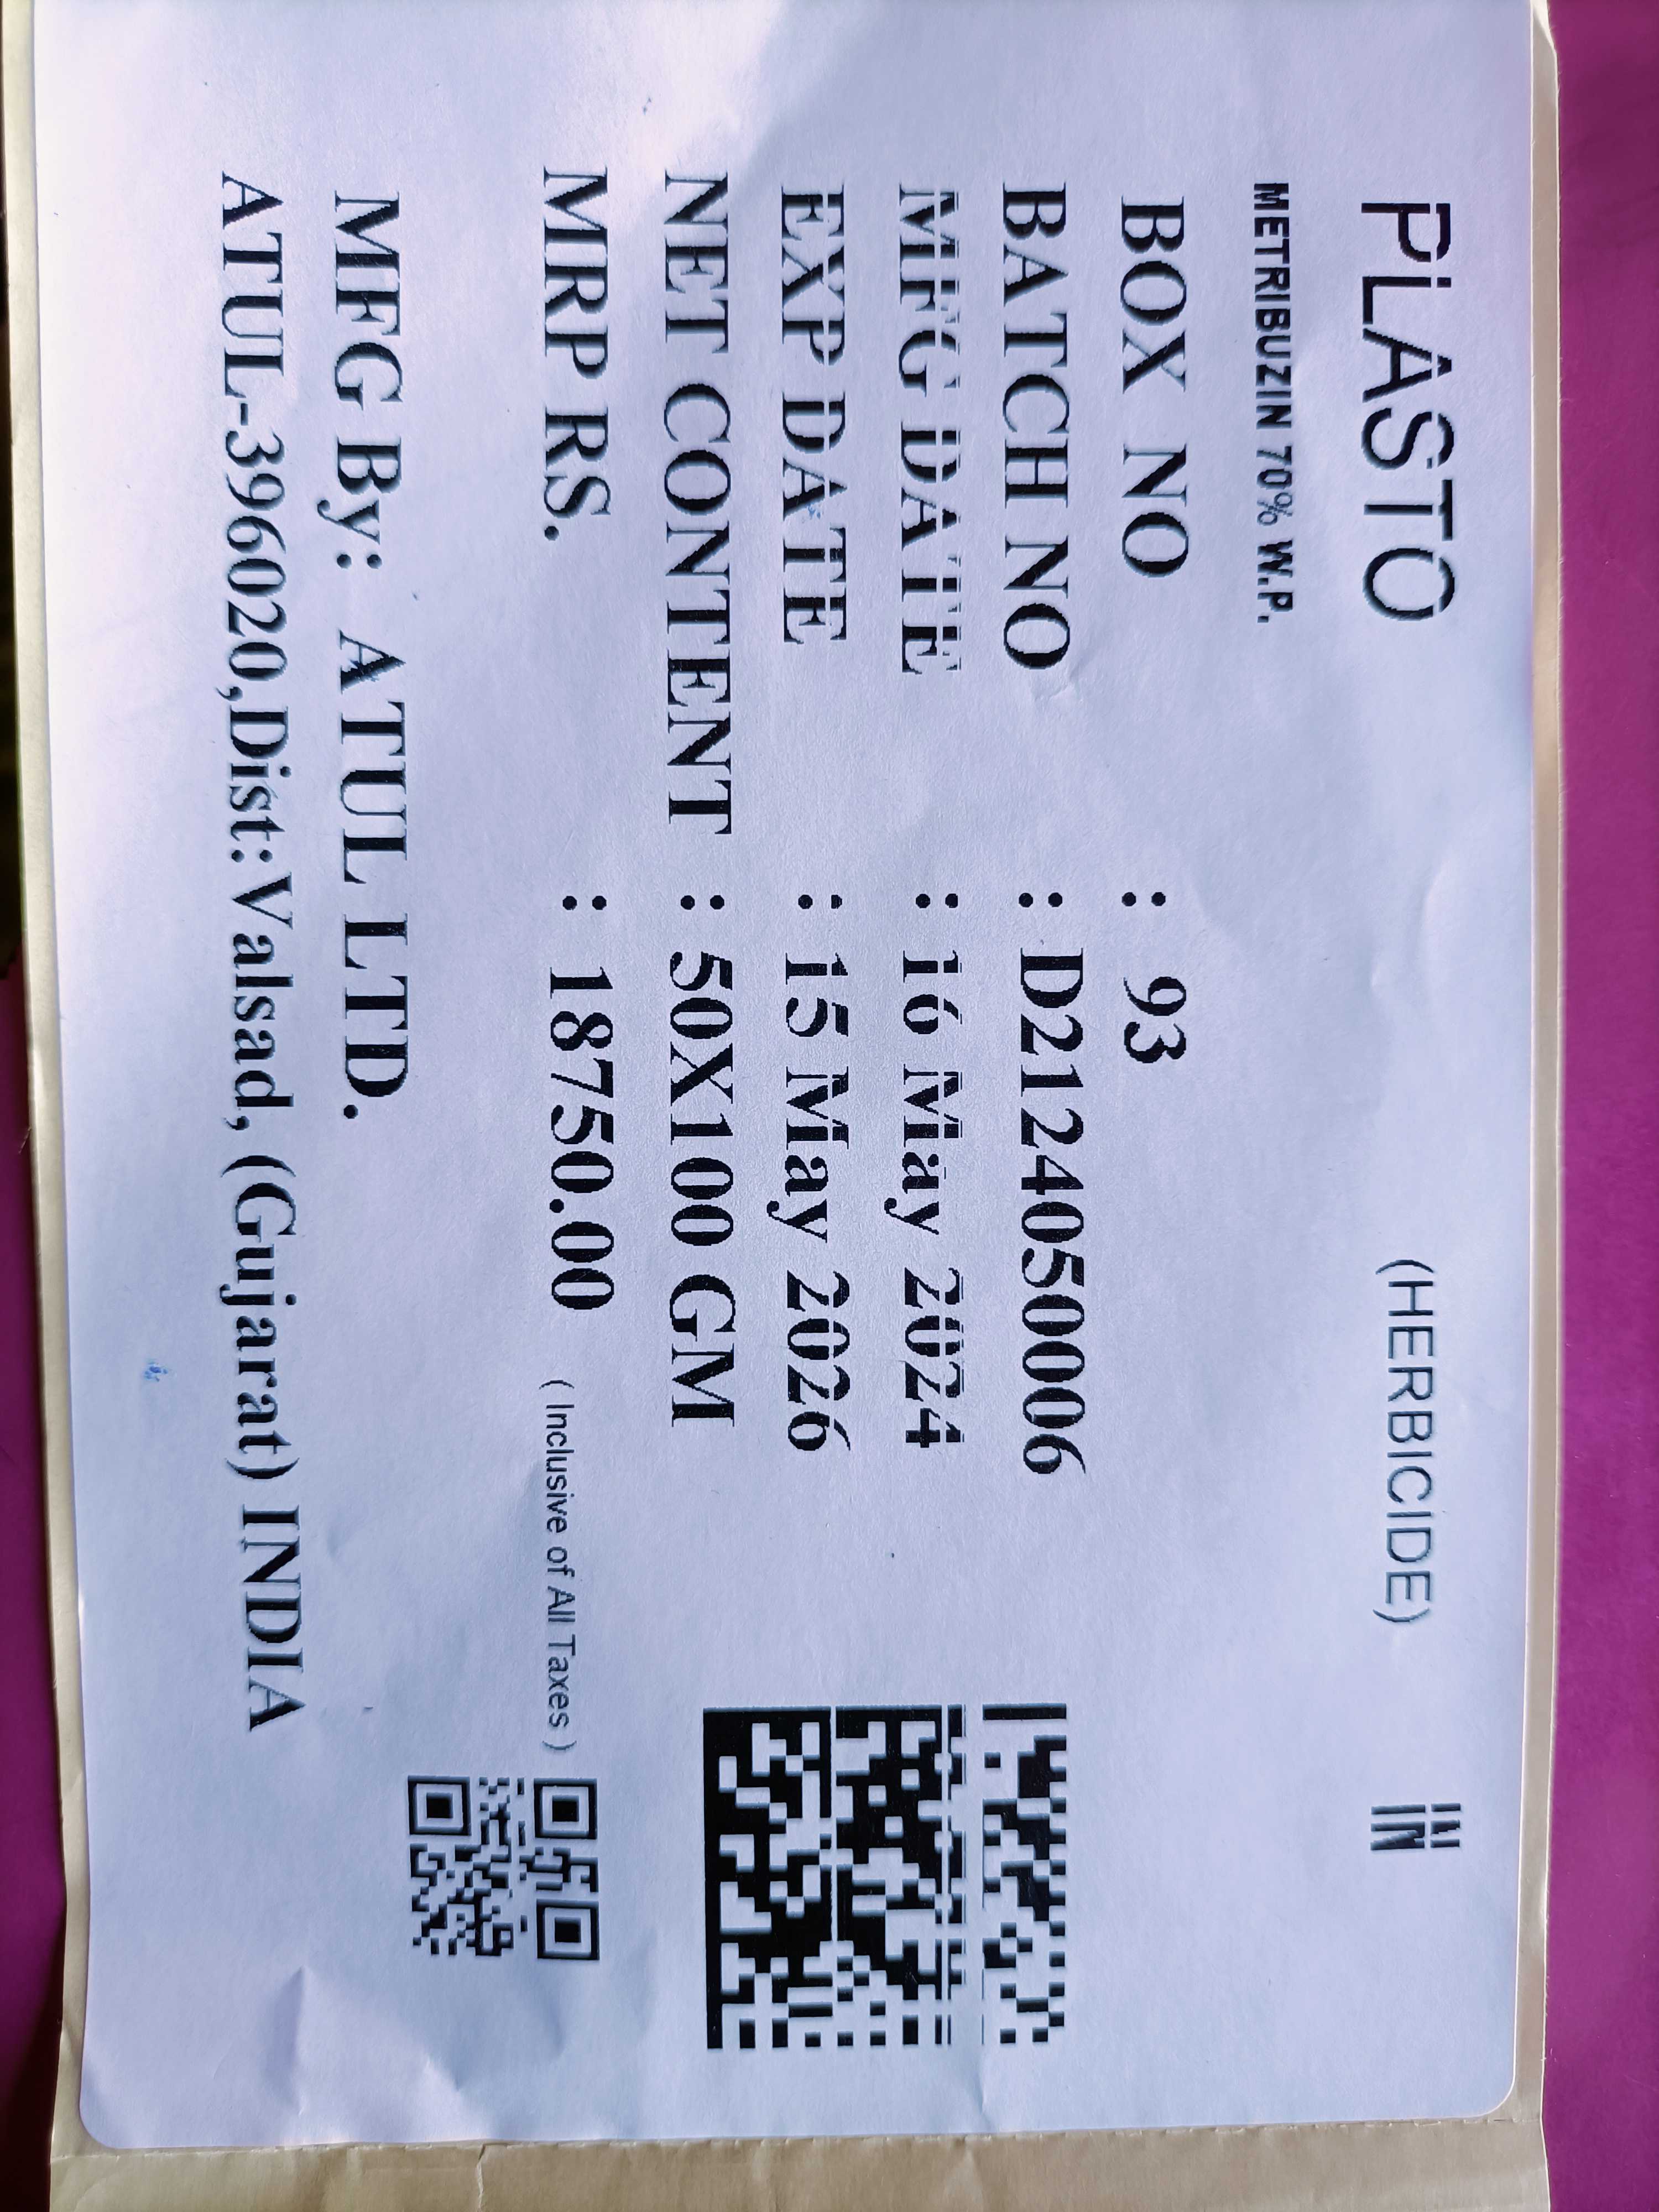 PLASTO (HERBICIDE) IN
METRIBUZIN 70% W.P.
BOX NO : 93
BATCH NO : D212405006
MFG DATE : 16 May 2024
EXP DATE : 15 May 2026
NET CONTENT : 50X100 GM
MRP RS. : 18750.00 ( Inclusive of All Taxes )
MFG By: ATUL LTD.
ATUL-396020,Dist:Valsad, (Gujarat) INDIA